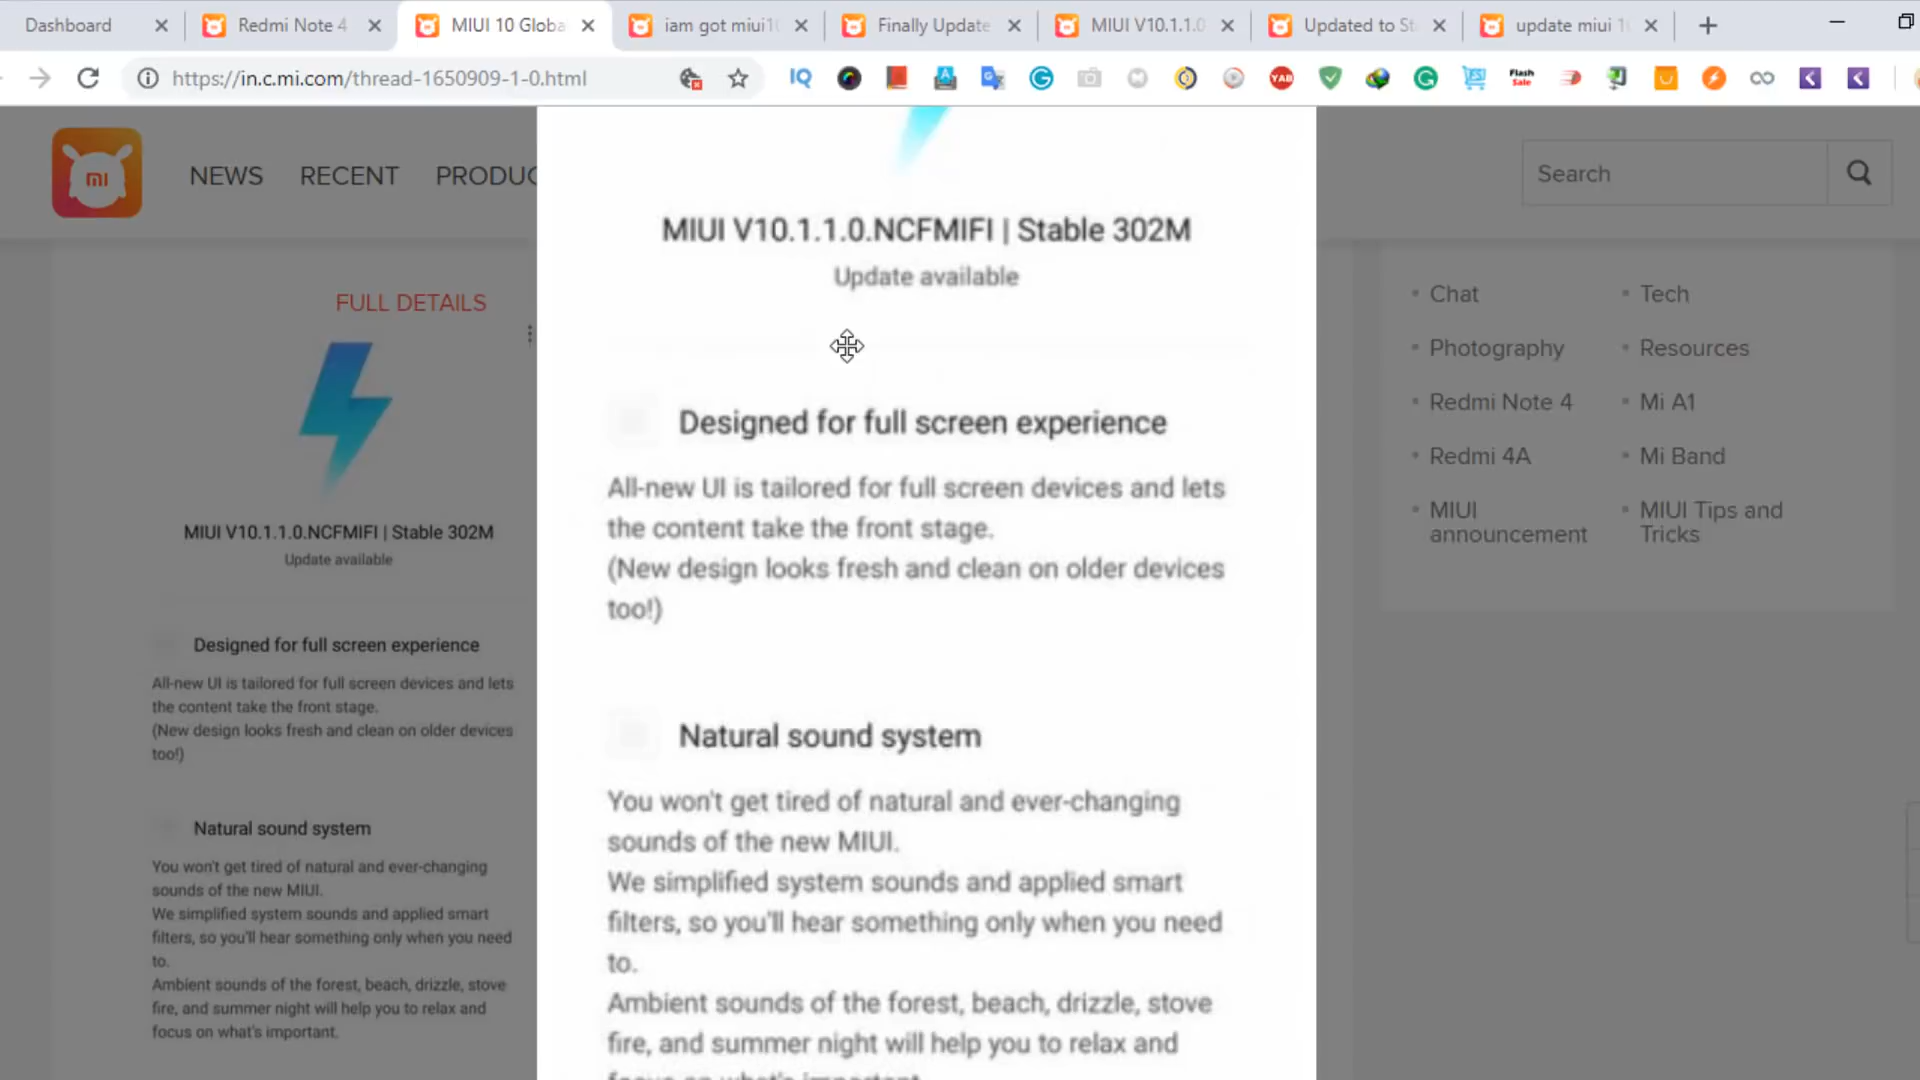 Dashboard
Redmi Note 4
MIUI 10 Globa
iam got miui10
Finally Update
MIUI V10.1.1.0
Updated to St
update miui 10
https://in.c.mi.com/thread-1650909-1-0.html
IQ
YAB
Flash
Sale
mi
NEWS
RECENT
PRODUC
Search
FULL DETAILS
MIUI V10.1.1.0.NCFMIFI | Stable 302M
Update available
Designed for full screen experience
All-new UI is tailored for full screen devices and lets
the content take the front stage.
(New design looks fresh and clean on older devices
too!)
Natural sound system
You won't get tired of natural and ever-changing
sounds of the new MIUI.
We simplified system sounds and applied smart
filters, so you'll hear something only when you need
to.
Ambient sounds of the forest, beach, drizzle, stove
fire, and summer night will help you to relax and
focus on what's important.
MIUI V10.1.1.0.NCFMIFI | Stable 302M
Update available
Designed for full screen experience
All-new UI is tailored for full screen devices and lets
the content take the front stage.
(New design looks fresh and clean on older devices
too!)
Natural sound system
You won't get tired of natural and ever-changing
sounds of the new MIUI.
We simplified system sounds and applied smart
filters, so you'll hear something only when you need
to.
Ambient sounds of the forest, beach, drizzle, stove
fire, and summer night will help you to relax and
focus on what's important.
Chat
Tech
Photography
Resources
Redmi Note 4
Mi A1
Redmi 4A
Mi Band
MIUI
announcement
MIUI Tips and
Tricks